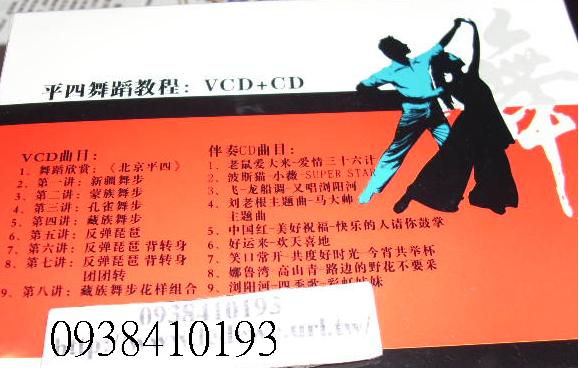 平四舞蹈教程：VCD+CD
舞
VCD曲目：
1、舞蹈欣赏：《北京平四》
2、第一讲：新疆舞步
3、第二讲：蒙族舞步
4、第三讲：孔雀舞步
5、第四讲：藏族舞步
6、第五讲：反弹琵琶
7、第六讲：反弹琵琶 背转身
8、第七讲：反弹琵琶 背转身
团团转
9、第八讲：藏族舞步花样组合
伴奏CD曲目：
1、老鼠爱大米-爱情三十六计
2、波斯猫-小薇-SUPER STAR
3、飞-龙船调-又唱浏阳河
4、刘老根主题曲-马大帅
主题曲
5、中国红-美好祝福-快乐的人请你鼓掌
6、好运来-欢天喜地
7、笑口常开-共度好时光-今宵共举杯
8、娜鲁湾-高山青-路边的野花不要采
9、浏阳河-四季歌-彩虹妹妹
0938410193
0938410193